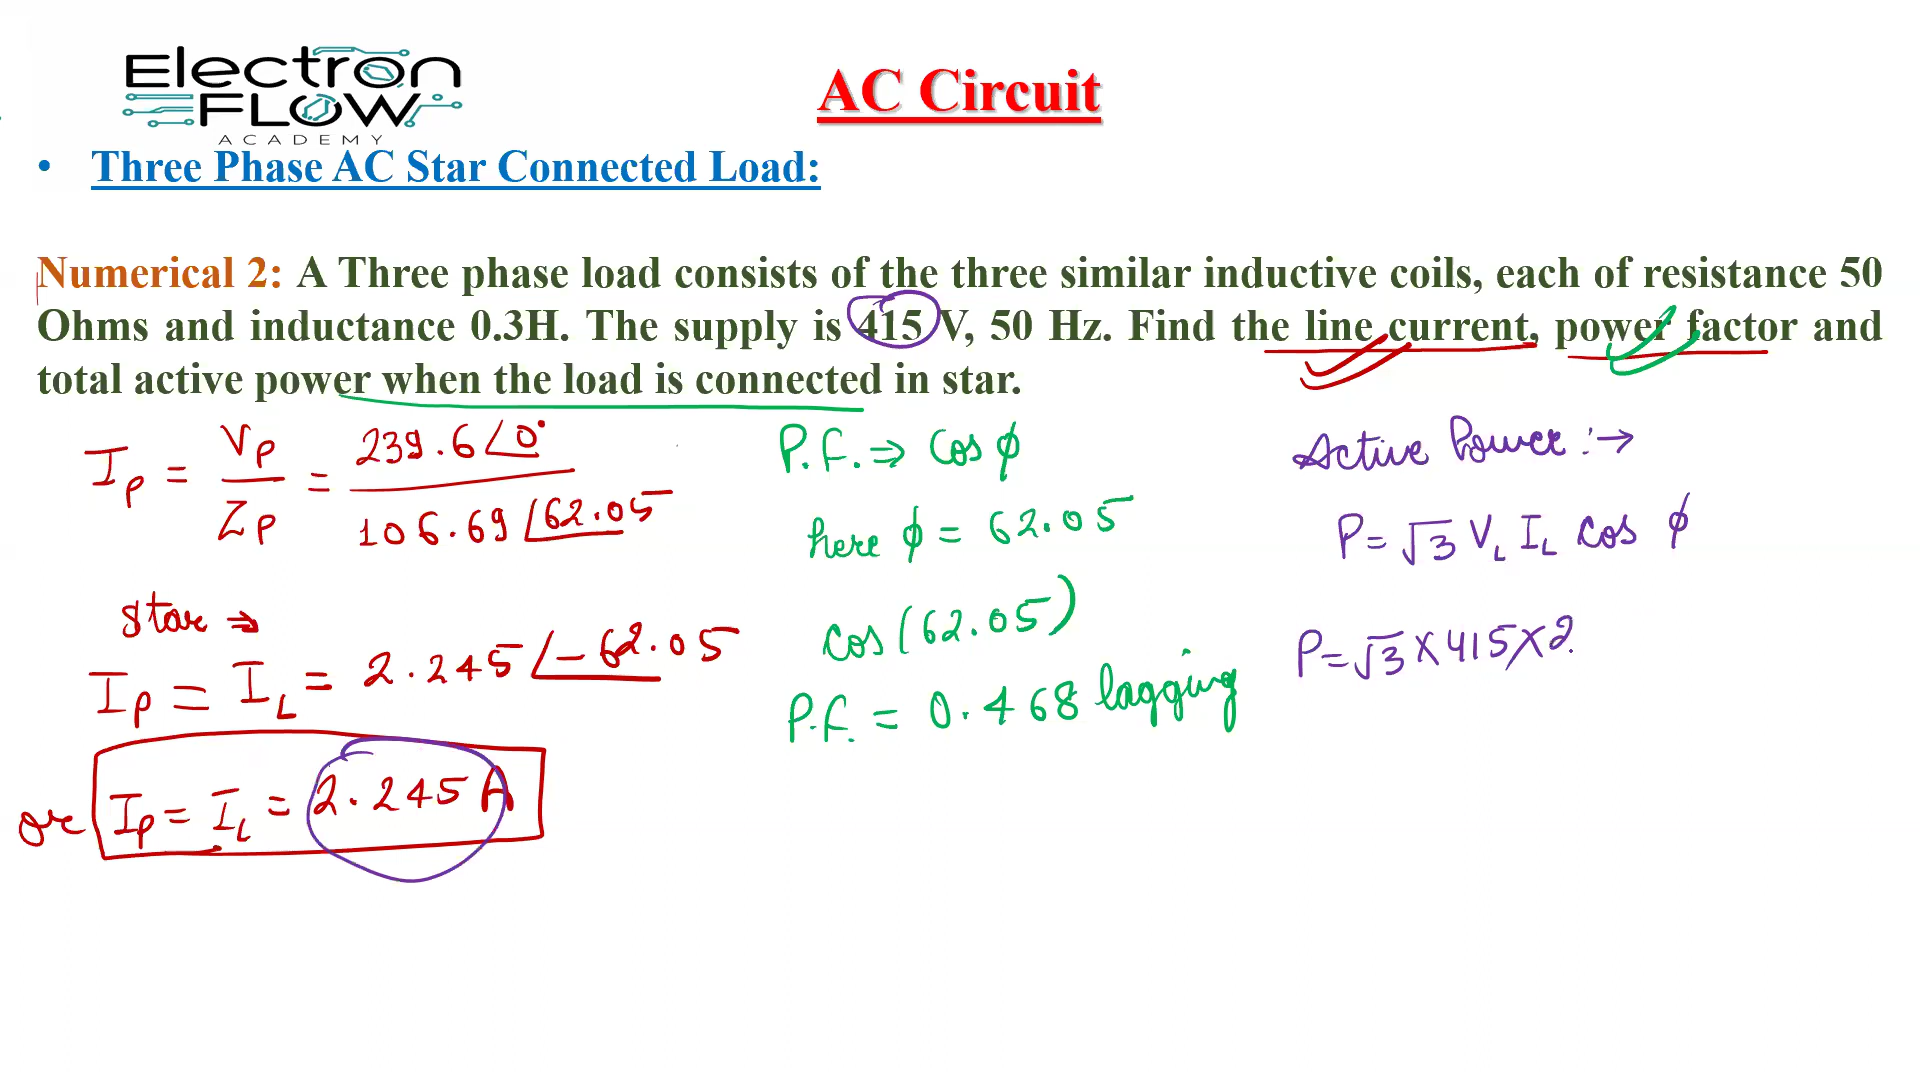 Electron
FLOW
ACADEMY
AC Circuit
• Three Phase AC Star Connected Load:
Numerical 2: A Three phase load consists of the three similar inductive coils, each of resistance 50
Ohms and inductance 0.3H. The supply is 415 V, 50 Hz. Find the line current, power factor and
total active power when the load is connected in star.
Ip = Vp / Zp = 239.6∠0° / 106.69∠62.05
star ⇒
Ip = IL = 2.245∠-62.05
or Ip = IL = 2.245 A
P.F. ⇒ cos ϕ
here ϕ = 62.05
cos (62.05)
P.F. = 0.468 lagging
Active Power :→
P = √3 VL IL cos ϕ
P = √3 × 415 × 2.